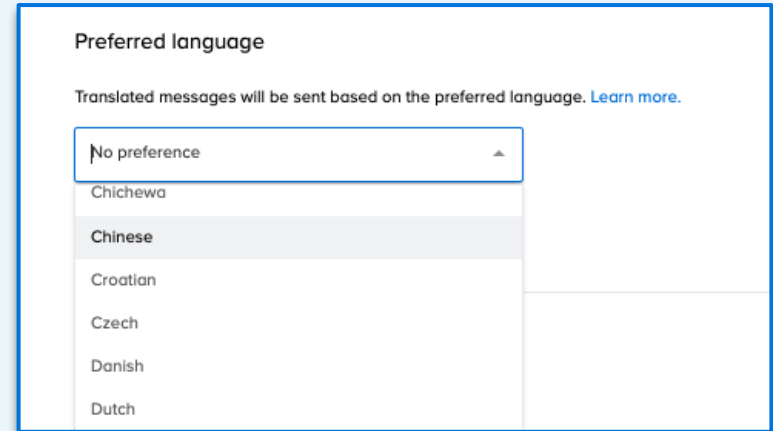 Preferred language
Translated messages will be sent based on the preferred language. Learn more.
No preference
Chichewa
Chinese
Croatian
Czech
Danish
Dutch